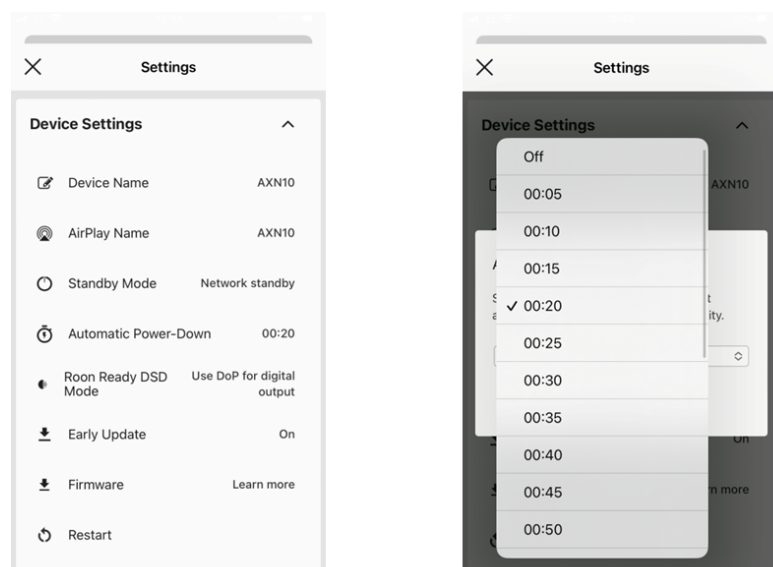 Settings
Device Settings
Device Name AXN10
AirPlay Name AXN10
Standby Mode Network standby
Automatic Power-Down 00:20
Roon Ready DSD Mode Use DoP for digital output
Early Update On
Firmware Learn more
Restart
Settings
Device Settings
AXN10
Off
00:05
00:10
00:15
✓ 00:20
00:25
00:30
00:35
00:40
00:45
00:50
ity.
On